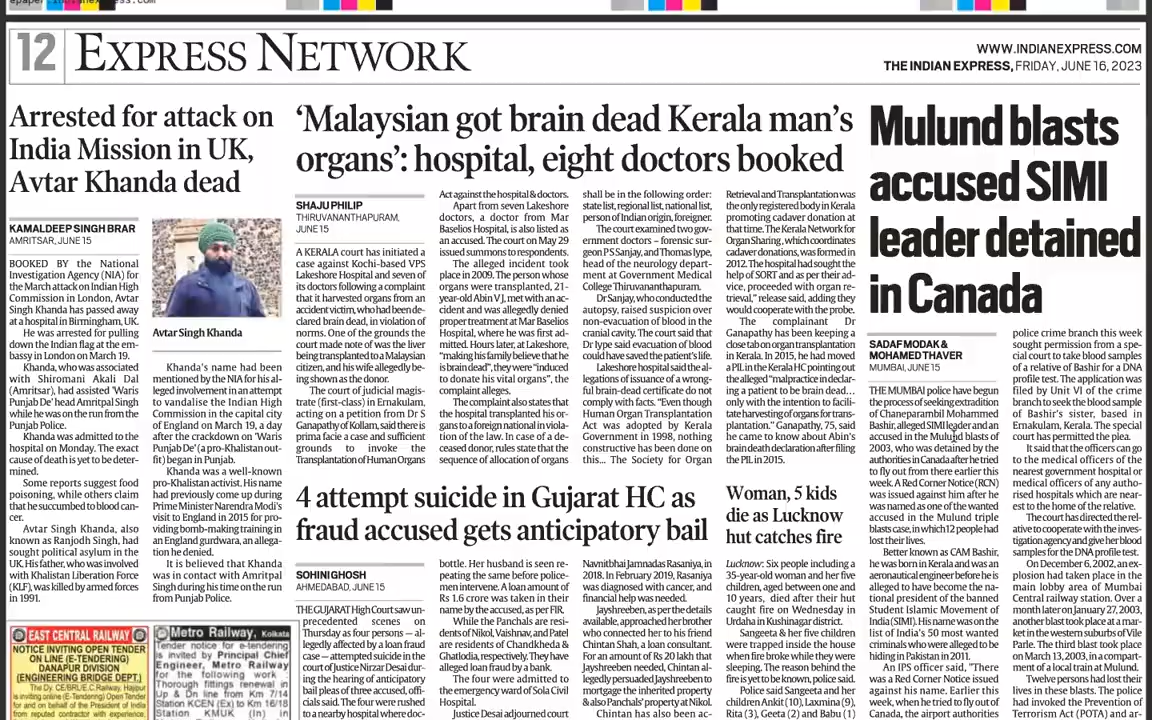 epaper.indianexpress.com
12 EXPRESS NETWORK
WWW.INDIANEXPRESS.COM
THE INDIAN EXPRESS, FRIDAY, JUNE 16, 2023
Arrested for attack on
India Mission in UK,
Avtar Khanda dead
KAMALDEEP SINGH BRAR
AMRITSAR, JUNE 15
BOOKED BY the National
Investigation Agency (NIA) for
the March attack on Indian High
Commission in London, Avtar
Singh Khanda has passed away
at a hospital in Birmingham, UK.
He was arrested for pulling
down the Indian flag at the em-
bassy in London on March 19.
Khanda, who was associated
with Shiromani Akali Dal
(Amritsar), had assisted 'Waris
Punjab De' head Amritpal Singh
while he was on the run from the
Punjab Police.
Khanda was admitted to the
hospital on Monday. The exact
cause of death is yet to be deter-
mined.
Some reports suggest food
poisoning, while others claim
that he succumbed to blood can-
cer.
Avtar Singh Khanda, also
known as Ranjodh Singh, had
sought political asylum in the
UK. His father, who was involved
with Khalistan Liberation Force
(KLF), was killed by armed forces
in 1991.
Avtar Singh Khanda
Khanda's name had been
mentioned by the NIA for his al-
leged involvement in an attempt
to vandalise the Indian High
Commission in the capital city
of England on March 19, a day
after the crackdown on 'Waris
Punjab De' (a pro-Khalistan out-
fit) began in Punjab.
Khanda was a well-known
pro-Khalistan activist. His name
had previously come up during
Prime Minister Narendra Modi's
visit to England in 2015 for pro-
viding bomb-making training in
an England gurdwara, an allega-
tion he denied.
It is believed that Khanda
was in contact with Amritpal
Singh during his time on the run
from Punjab Police.
'Malaysian got brain dead Kerala man's
organs': hospital, eight doctors booked
SHAJU PHILIP
THIRUVANANTHAPURAM,
JUNE 15
A KERALA court has initiated a
case against Kochi-based VPS
Lakeshore Hospital and seven of
its doctors following a complaint
that it harvested organs from an
accident victim, who had been de-
clared brain dead, in violation of
norms. One of the grounds the
court made note of was the liver
being transplanted to a Malaysian
citizen, and his wife allegedly be-
ing shown as the donor.
The court of judicial magis-
trate (first-class) in Ernakulam,
acting on a petition from Dr S
Ganapathy of Kollam, said there is
prima facie a case and sufficient
grounds to invoke the
Transplantation of Human Organs
Act against the hospital & doctors.
Apart from seven Lakeshore
doctors, a doctor from Mar
Baselios Hospital, is also listed as
an accused. The court on May 29
issued summons to respondents.
The alleged incident took
place in 2009. The person whose
organs were transplanted, 21-
year-old Abin V J, met with an ac-
cident and was allegedly denied
proper treatment at Mar Baselios
Hospital, where he was first ad-
mitted. Hours later, at Lakeshore,
"making his family believe that he
is brain dead", they were "induced
to donate his vital organs", the
complaint alleges.
The complaint also states that
the hospital transplanted his or-
gans to a foreign national in viola-
tion of the law. In case of a de-
ceased donor, rules state that the
sequence of allocation of organs
shall be in the following order:
state list, regional list, national list,
person of Indian origin, foreigner.
The court examined two gov-
ernment doctors – forensic sur-
geon P S Sanjay, and Thomas Iype,
head of the neurology depart-
ment at Government Medical
College Thiruvananthapuram.
Dr Sanjay, who conducted the
autopsy, raised suspicion over
non-evacuation of blood in the
cranial cavity. The court said that
Dr Iype said evacuation of blood
could have saved the patient's life.
Lakeshore hospital said the al-
legations of issuance of a wrong-
ful brain-dead certificate do not
comply with facts. "Even though
Human Organ Transplantation
Act was adopted by Kerala
Government in 1998, nothing
constructive has been done on
this... The Society for Organ
Retrieval and Transplantation was
the only registered body in Kerala
promoting cadaver donation at
that time. The Kerala Network for
Organ Sharing , which coordinates
cadaver donations, was formed in
2012. The hospital had sought the
help of SORT and as per their ad-
vice, proceeded with organ re-
trieval," release said, adding they
would cooperate with the probe.
The complainant Dr
Ganapathy has been keeping a
close tab on organ transplantation
in Kerala. In 2015, he had moved
a PIL in the Kerala HC pointing out
the alleged "malpractice in declar-
ing a patient to be brain dead...
only with the intention to facili-
tate harvesting of organs for trans-
plantation." Ganapathy, 75, said
he came to know about Abin's
brain death declaration after filing
the PIL in 2015.
4 attempt suicide in Gujarat HC as
fraud accused gets anticipatory bail
SOHINI GHOSH
AHMEDABAD, JUNE 15
THE GUJARAT High Court saw un-
precedented scenes on
Thursday as four persons — al-
legedly affected by a loan fraud
case — attempted suicide in the
court of Justice Nirzar Desai dur-
ing the hearing of anticipatory
bail pleas of three accused, offi-
cials said. The four were rushed
to a nearby hospital where doc-
bottle. Her husband is seen re-
peating the same before police-
men intervene. A loan amount of
Rs 1.6 crore was taken in their
name by the accused, as per FIR.
While the Panchals are resi-
dents of Nikol, Vaishnav, and Patel
are residents of Chandkheda &
Ghatlodia, respectively. They have
alleged loan fraud by a bank.
The four were admitted to
the emergency ward of Sola Civil
Hospital.
Justice Desai adjourned court
Navnitbhai Jamnadas Rasaniya, in
2018. In February 2019, Rasaniya
was diagnosed with cancer, and
financial help was needed.
Jayshreeben, as per the details
available, approached her brother
who connected her to his friend
Chintan Shah, a loan consultant.
For an amount of Rs 20 lakh that
Jayshreeben needed, Chintan al-
legedly persuaded Jayshreeben to
mortgage the inherited property
& also Panchals' property at Nikol.
Chintan has also been ac-
Woman, 5 kids
die as Lucknow
hut catches fire
Lucknow: Six people including a
35-year-old woman and her five
children, aged between one and
10 years, died after their hut
caught fire on Wednesday in
Urdaha in Kushinagar district.
Sangeeta & her five children
were trapped inside the house
when fire broke while they were
sleeping. The reason behind the
fire is yet to be known, police said.
Police said Sangeeta and her
children Ankit (10), Laxmina (9),
Rita (3), Geeta (2) and Babu (1)
Mulund blasts
accused SIMI
leader detained
in Canada
SADAF MODAK &
MOHAMED THAVER
MUMBAI, JUNE 15
THE MUMBAI police have begun
the process of seeking extradition
of Chaneparambil Mohammed
Bashir, alleged SIMI leader and an
accused in the Mulund blasts of
2003, who was detained by the
authorities in Canada after he tried
to fly out from there earlier this
week. A Red Corner Notice (RCN)
was issued against him after he
was named as one of the wanted
accused in the Mulund triple
blasts case, in which 12 people had
lost their lives.
Better known as CAM Bashir,
he was born in Kerala and was an
aeronautical engineer before he is
alleged to have become the na-
tional president of the banned
Student Islamic Movement of
India (SIMI). His name was on the
list of India's 50 most wanted
criminals who were alleged to be
hiding in Pakistan in 2011.
An IPS officer said, "There
was a Red Corner Notice issued
against his name. Earlier this
week, when he tried to fly out of
Canada, the airport authorities
police crime branch this week
sought permission from a spe-
cial court to take blood samples
of a relative of Bashir for a DNA
profile test. The application was
filed by Unit VI of the crime
branch to seek the blood sample
of Bashir's sister, based in
Ernakulam, Kerala. The special
court has permitted the plea.
It said that the officers can go
to the medical officers of the
nearest government hospital or
medical officers of any autho-
rised hospitals which are near-
est to the home of the relative.
The court has directed the rel-
ative to cooperate with the inves-
tigation agency and give her blood
samples for the DNA profile test.
On December 6, 2002, an ex-
plosion had taken place in the
main lobby area of Mumbai
Central railway station. Over a
month later on January 27, 2003,
another blast took place at a mar-
ket in the western suburbs of Vile
Parle. The third blast took place
on March 13, 2003, in a compart-
ment of a local train at Mulund.
Twelve persons had lost their
lives in these blasts. The police
had invoked the Prevention of
Terrorism Act (POTA) and ar-
EAST CENTRAL RAILWAY
NOTICE INVITING OPEN TENDER
ON LINE (E-TENDERING)
DANAPUR DIVISION
(ENGINEERING BRIDGE DEPT.)
The Dy. CE/BR/L/E.C.Railway, Hajipur
is inviting online (E-Tendering) Open Tender
for and on behalf of the President of India
from reputed contractor with experience,
Metro Railway, Kolkata
Tender notice for e-tendering
is invited by Principal Chief
Engineer, Metro Railway
for the following work :
Thorough fittings renewal in
Up & Dn line from Km 7/14
Station KCEN (Ex) to Km 16/18
Station KMUK (In) in